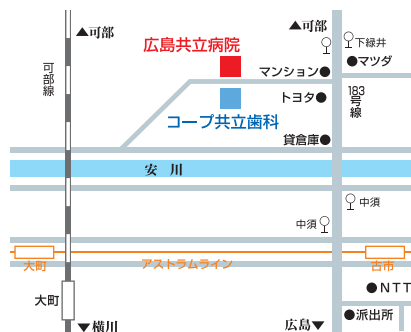 ▲可部
▲可部
広島共立病院
下緑井
マツダ
マンション
可部線
トヨタ
183号線
コープ共立歯科
貸倉庫
安川
中須
中須
アストラムライン
大町
古市
NTT
大町
派出所
▼横川
広島▼